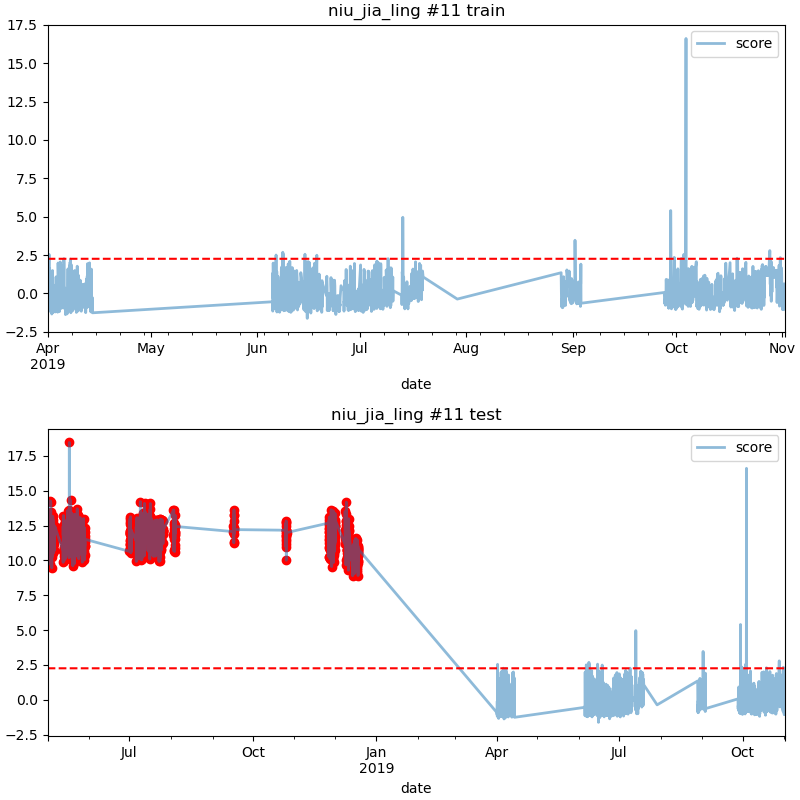 niu_jia_ling #11 train
17.5
score
15.0
12.5
10.0
7.5
5.0
2.5
0.0
−2.5
Apr May Jun Jul Aug Sep Oct Nov
2019
date
niu_jia_ling #11 test
score
17.5
15.0
12.5
10.0
7.5
5.0
2.5
0.0
−2.5
Jul Oct Jan Apr Jul Oct
2019
date